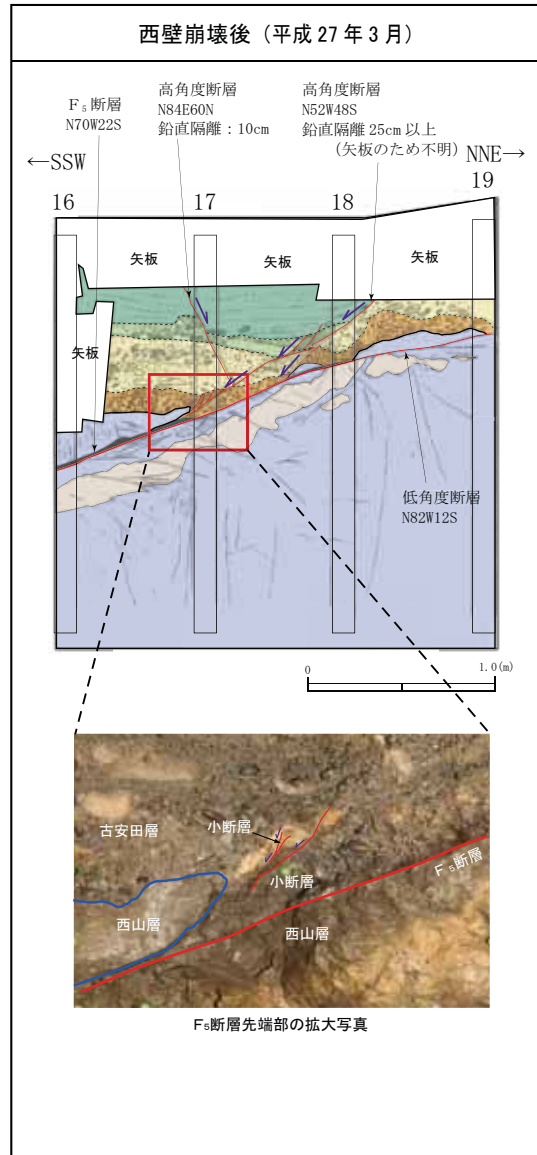 西壁崩壊後（平成27年3月）
F₅断層
N70W22S
高角度断層
N84E60N
鉛直隔離：10cm
高角度断層
N52W48S
鉛直隔離25cm以上
（矢板のため不明）
←SSW
NNE→
16
17
18
19
矢板
矢板
矢板
矢板
低角度断層
N82W12S
0
1.0(m)
古安田層
小断層
小断層
F₅断層
西山層
西山層
F₅断層先端部の拡大写真